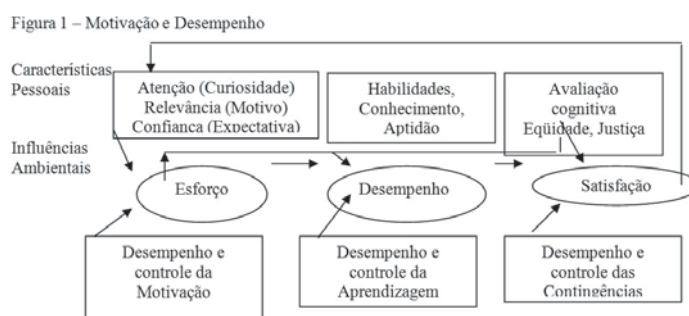 Figura 1 – Motivação e Desempenho
Características
Pessoais
Atenção (Curiosidade)
Relevância (Motivo)
Confiança (Expectativa)
Habilidades,
Conhecimento,
Aptidão
Avaliação
cognitiva
Eqüidade, Justiça
Influências
Ambientais
Esforço
Desempenho
Satisfação
Desempenho e
controle da
Motivação
Desempenho e
controle da
Aprendizagem
Desempenho e
controle das
Contingências